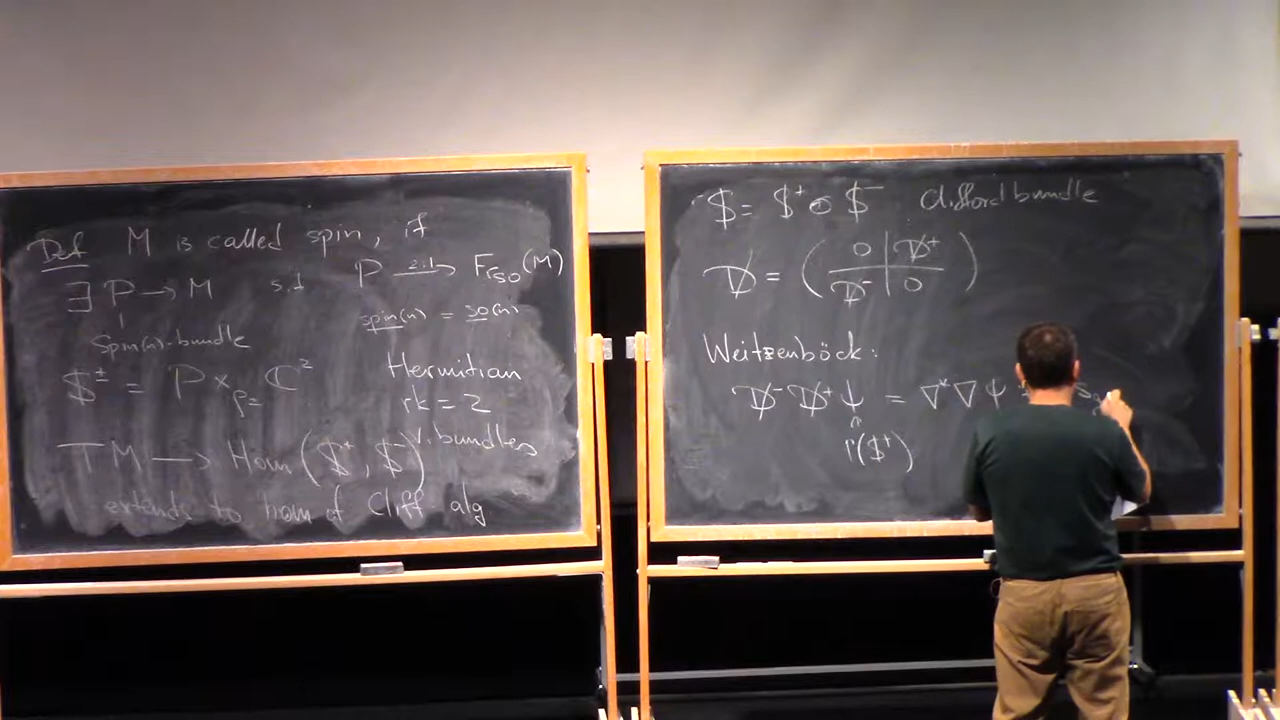 Def M is called spin, if
∃ P → M s.t P —2:1→ Fr_SO(M)
Spin(n)-bundle spin(n) = so(n)
$^± = P ×_ρ± ℂ² Hermitian
rk = 2
v. bundles
TM → Hom($⁺, $⁻)
extends to hom of Cliff alg
$ = $⁺ ⊕ $⁻ Clifford bundle
D̸ = ( 0 | D̸⁺
D̸⁻ | 0 )
Weitzenböck:
D̸⁻ D̸⁺ ψ = ∇*∇ψ S_g
Γ($⁺)